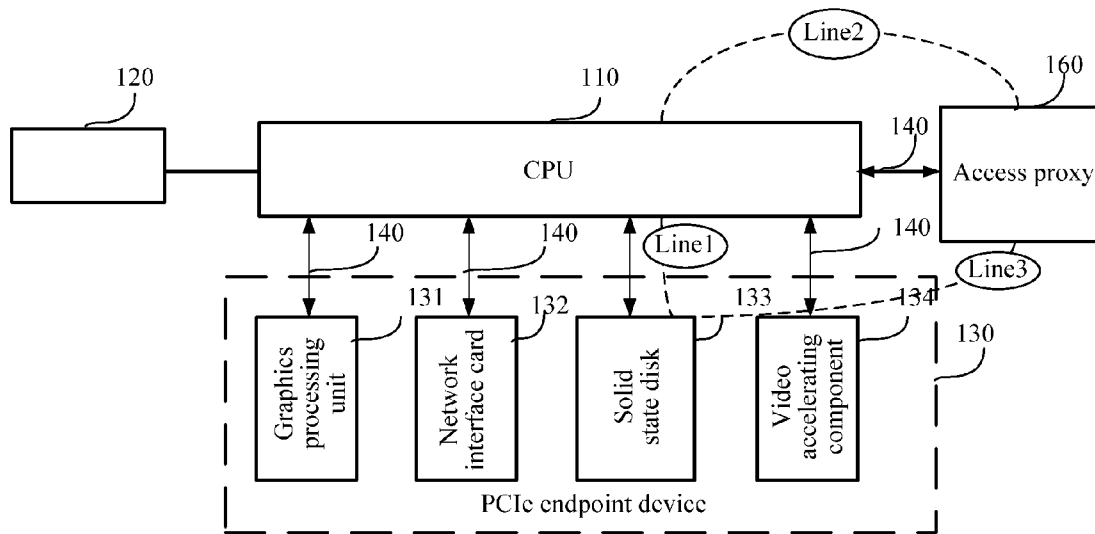 Line2
120
110
160
140
CPU
Access proxy
140
140
Line1
140
Line3
131
132
133
134
130
Graphics
processing
unit
Network
interface card
Solid
state disk
Video
accelerating
component
PCIe endpoint device